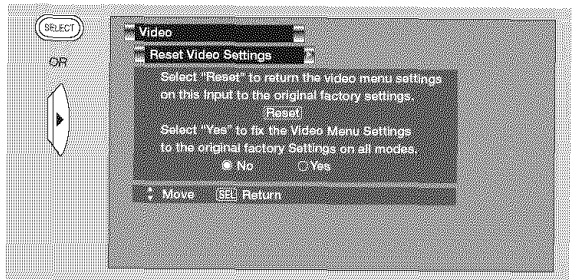 SELECT
OR
Video
Reset Video Settings
Select "Reset" to return the video menu settings
on this Input to the original factory settings.
Reset
Select "Yes" to fix the Video Menu Settings
to the original factory Settings on all modes.
No Yes
Move SEL Return